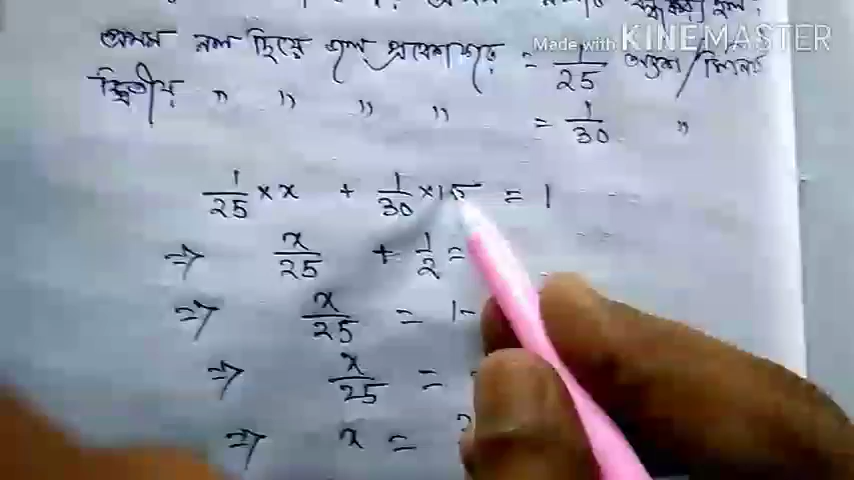 Made with KINEMASTER
প্রথম নল দিয়ে জল প্রবেশ করে = 1/25 অংশ/মিনিট
দ্বিতীয় " " " " = 1/30 "
1/25 × x + 1/30 × 15 = 1
⇒ x/25 + 1/2 =
⇒ x/25 = 1-
⇒ x/25 =
⇒ x =